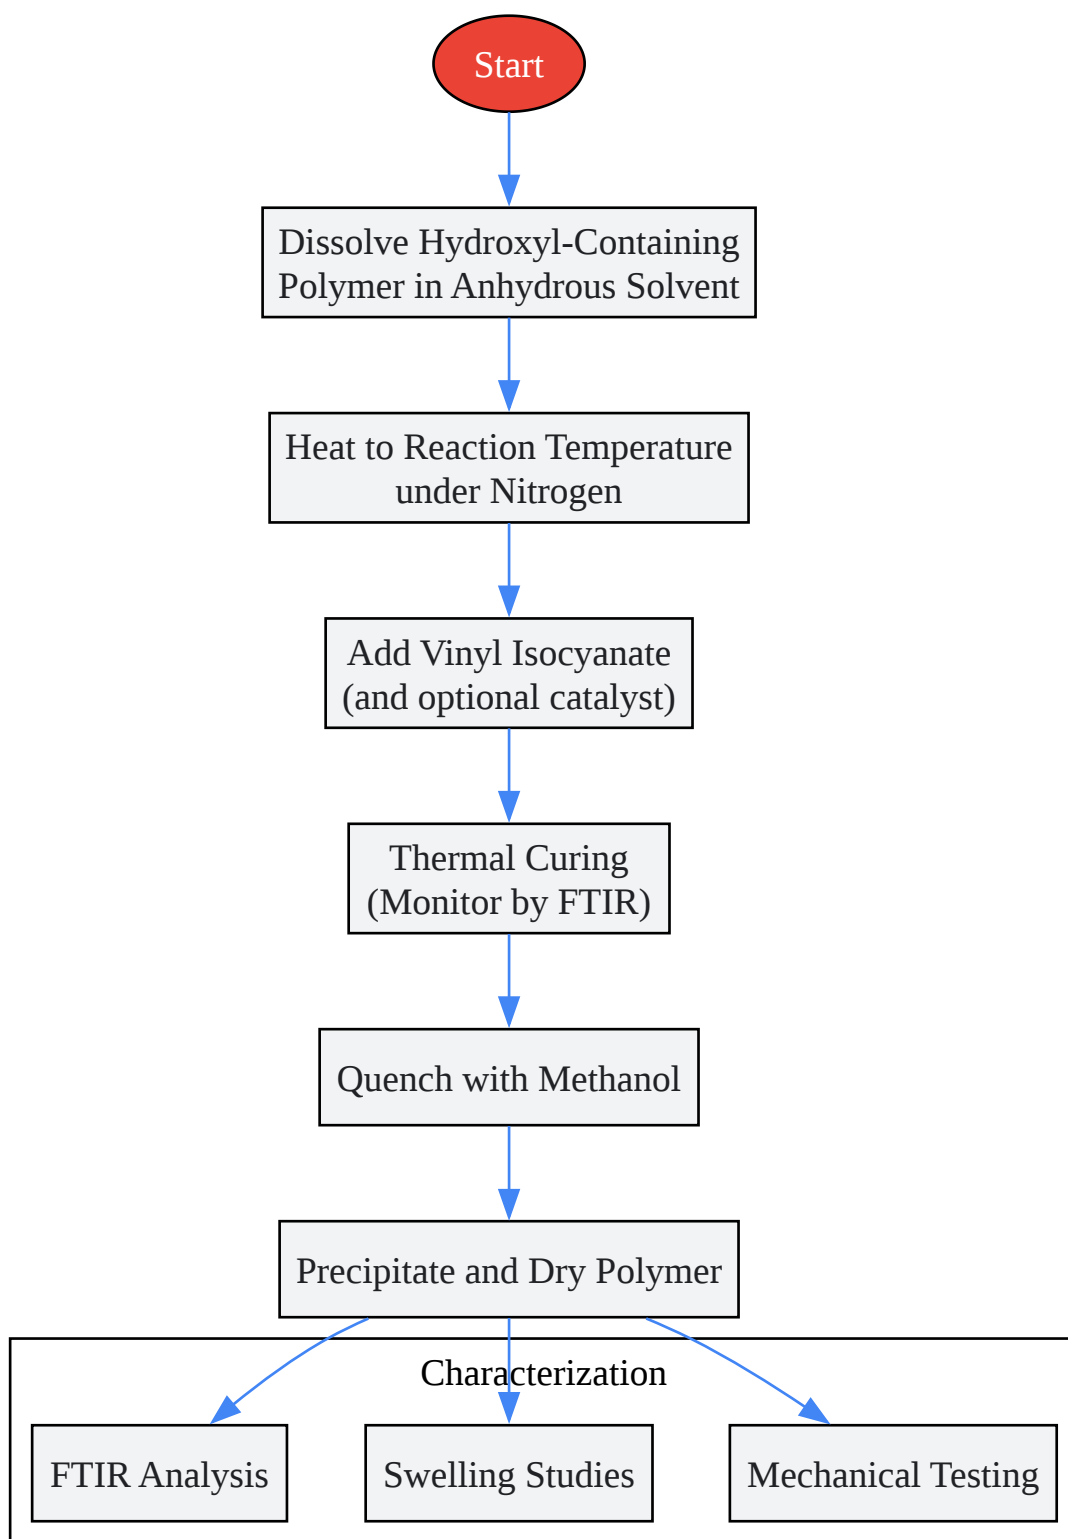 Start
Dissolve Hydroxyl-Containing
Polymer in Anhydrous Solvent
Heat to Reaction Temperature
under Nitrogen
Add Vinyl Isocyanate
(and optional catalyst)
Thermal Curing
(Monitor by FTIR)
Quench with Methanol
Precipitate and Dry Polymer
Characterization
FTIR Analysis
Swelling Studies
Mechanical Testing